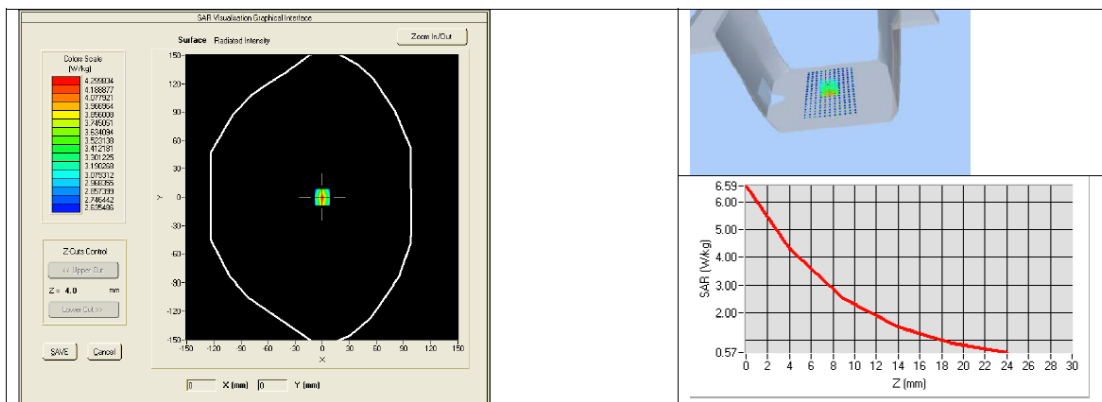 SAR Visualisation Graphical Interface
Surface Radiated Intensity
Zoom In/Out
Colors Scale
(W/kg)
4.299834
4.188877
4.077921
3.966964
3.856008
3.745051
3.634094
3.523138
3.412181
3.301225
3.190268
3.079312
2.968355
2.857399
2.746442
2.635486
150
120
90
60
30
0
-30
-60
-90
-120
-150
Y
-150 -120 -90 -60 -30 0 30 60 90 120 150
X
Z-Cuts Control
<< Upper Cut
Z = 4.0 mm
Lower Cut >>
SAVE Cancel
0 X (mm) 0 Y (mm)
6.59
6.00
5.00
4.00
3.00
2.00
0.57
SAR (W/kg)
0 2 4 6 8 10 12 14 16 18 20 22 24 26 28 30
Z (mm)